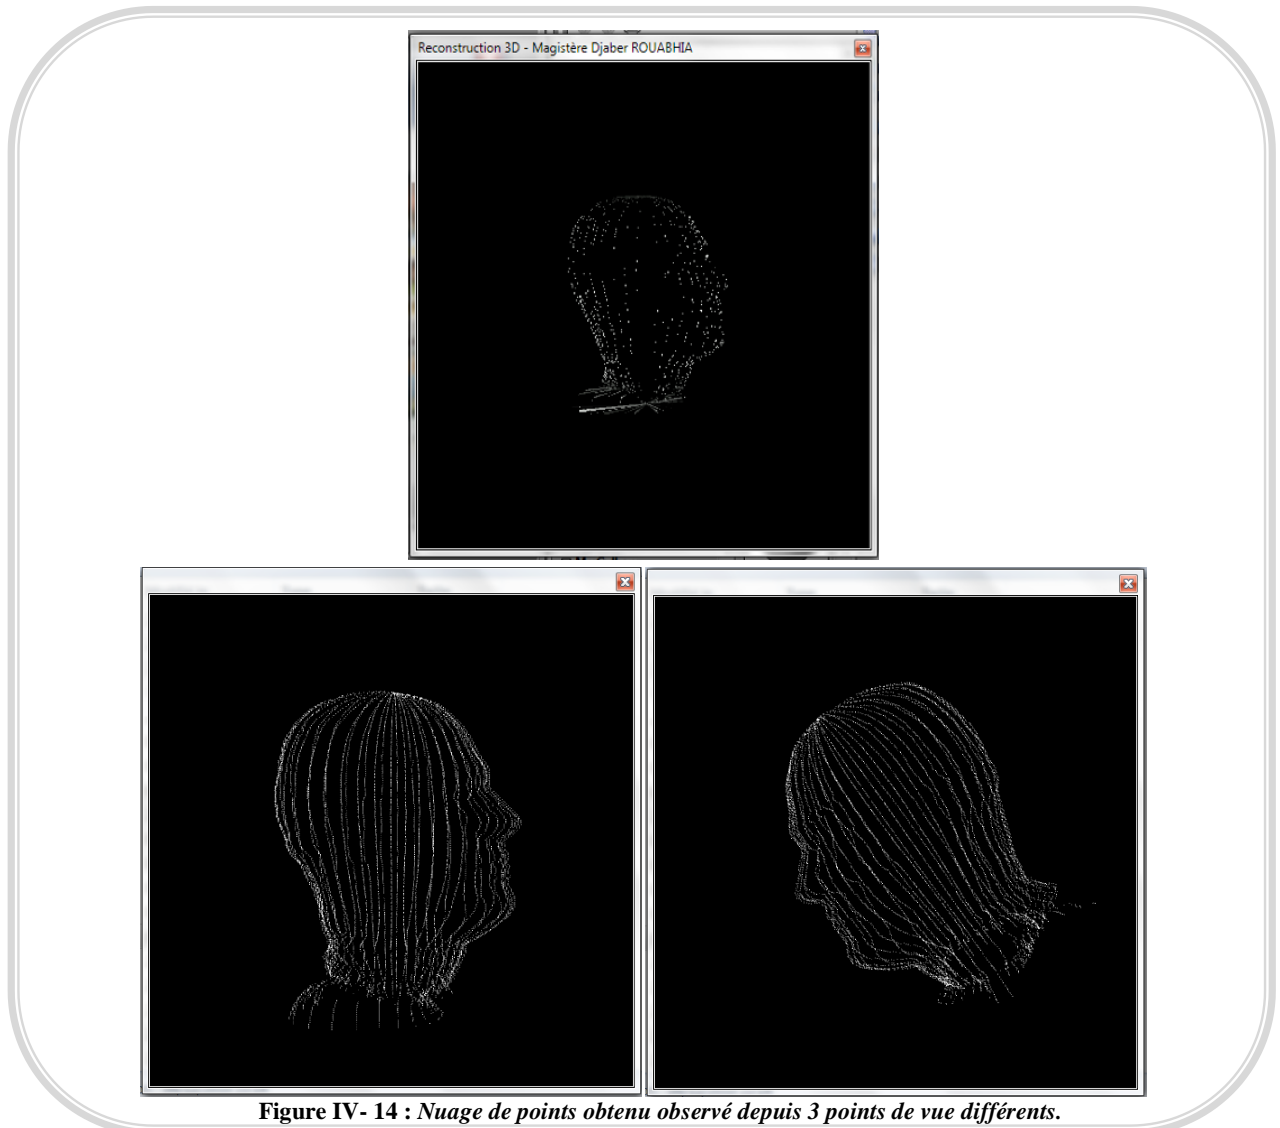 Reconstruction 3D - Magistère Djaber ROUABHIA
Figure IV- 14 : Nuage de points obtenu observé depuis 3 points de vue différents.